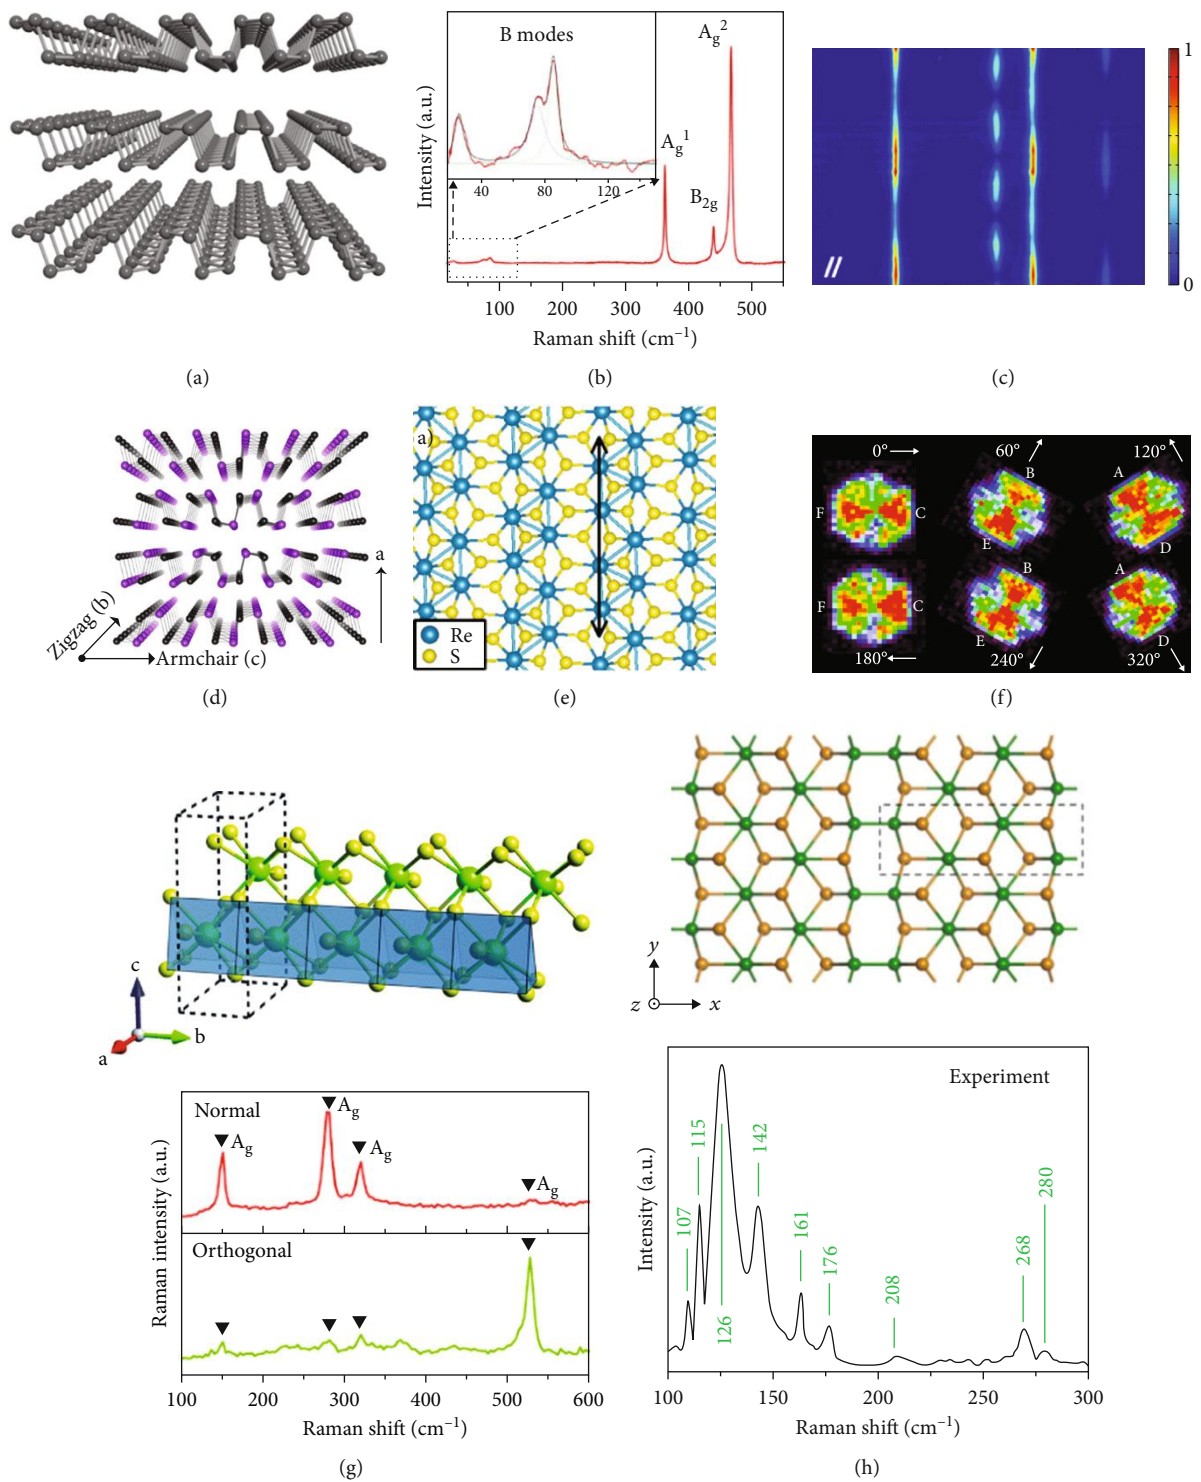 B modes
A_g^2
A_g^1
B_2g
40 80 120
Intensity (a.u.)
100 200 300 400 500
Raman shift (cm⁻¹)
//
1
0
(a)
(b)
(c)
a
Zigzag (b)
Armchair (c)
a)
Re
S
0° 60° 120°
B A
F C
E D
B A
F C
E D
180° 240° 320°
(d)
(e)
(f)
c
b
a
Normal
A_g
A_g
A_g
A_g
Orthogonal
Raman intensity (a.u.)
100 200 300 400 500 600
Raman shift (cm⁻¹)
(g)
y
z x
Experiment
107
115
126
142
161
176
208
268
280
Intensity (a.u.)
100 150 200 250 300
Raman shift (cm⁻¹)
(h)